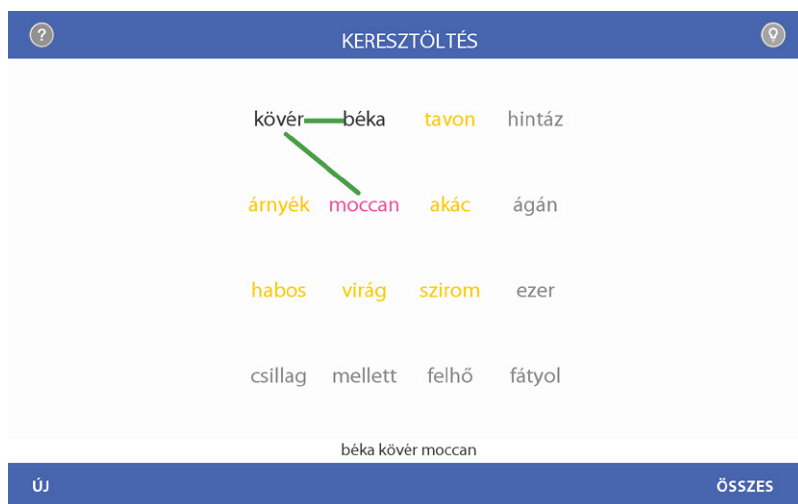 ?
KERESZTÖLTÉS
kövér béka tavon hintáz
árnyék moccan akác ágán
habos virág szirom ezer
csillag mellett felhő fátyol
béka kövér moccan
ÚJ ÖSSZES